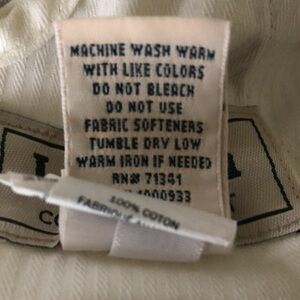 MACHINE WASH WARM
WITH LIKE COLORS
DO NOT BLEACH
DO NOT USE
FABRIC SOFTENERS
TUMBLE DRY LOW
WARM IRON IF NEEDED
RN# 71341
100% COTON